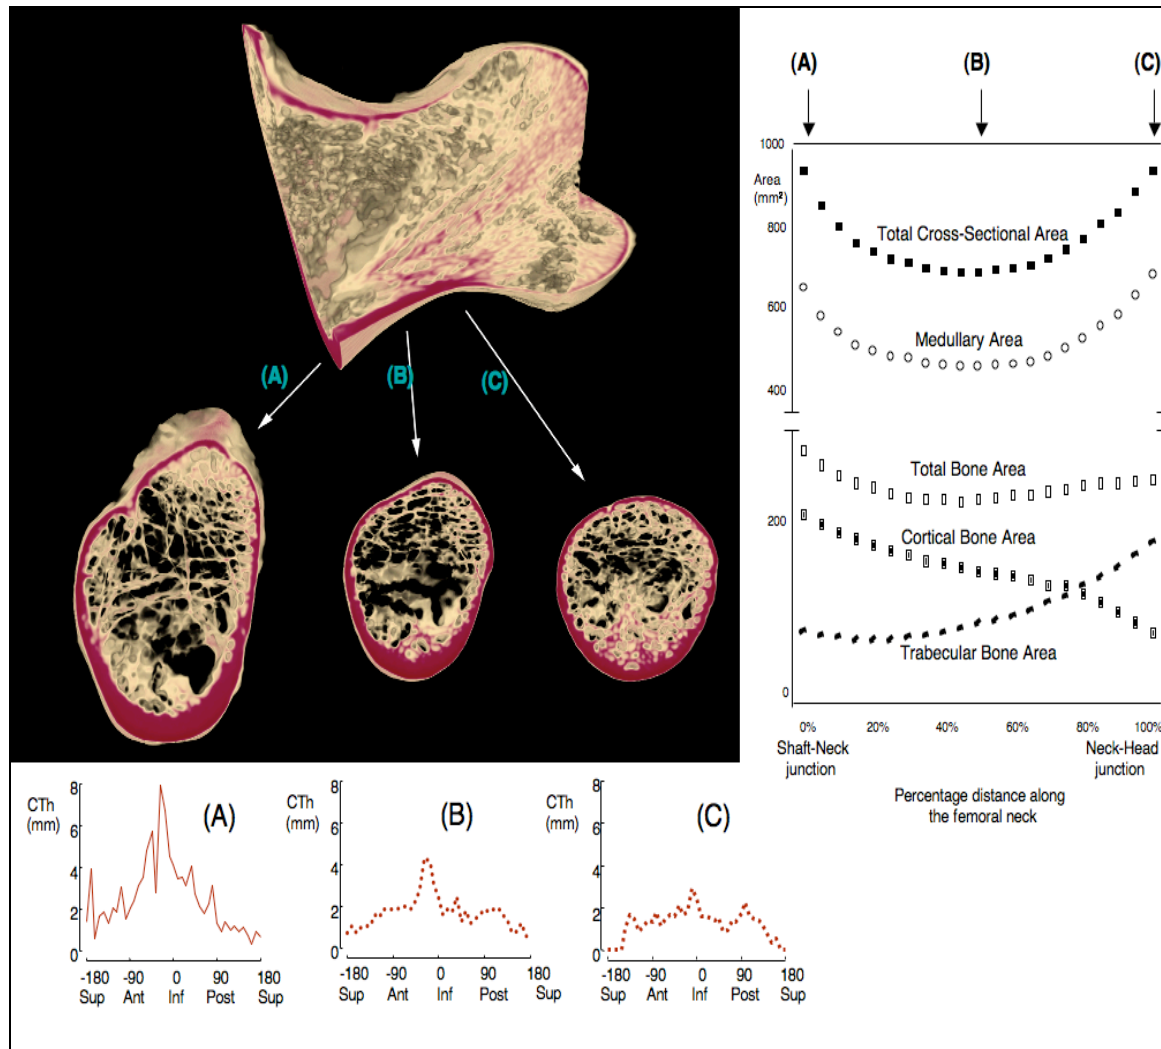 (A)
(B)
(C)
(A) (B) (C)
1000
Area
(mm²)
800
600
400
200
0
Total Cross-Sectional Area
Medullary Area
Total Bone Area
Cortical Bone Area
Trabecular Bone Area
0% 20% 40% 60% 80% 100%
Shaft-Neck
junction
Neck-Head
junction
Percentage distance along
the femoral neck
CTh
(mm)
(A)
8
6
4
2
0
-180 -90 0 90 180
Sup Ant Inf Post Sup
CTh
(mm)
(B)
8
6
4
2
0
-180 -90 0 90 180
Sup Ant Inf Post Sup
CTh
(mm)
(C)
8
6
4
2
0
-180 -90 0 90 180
Sup Ant Inf Post Sup